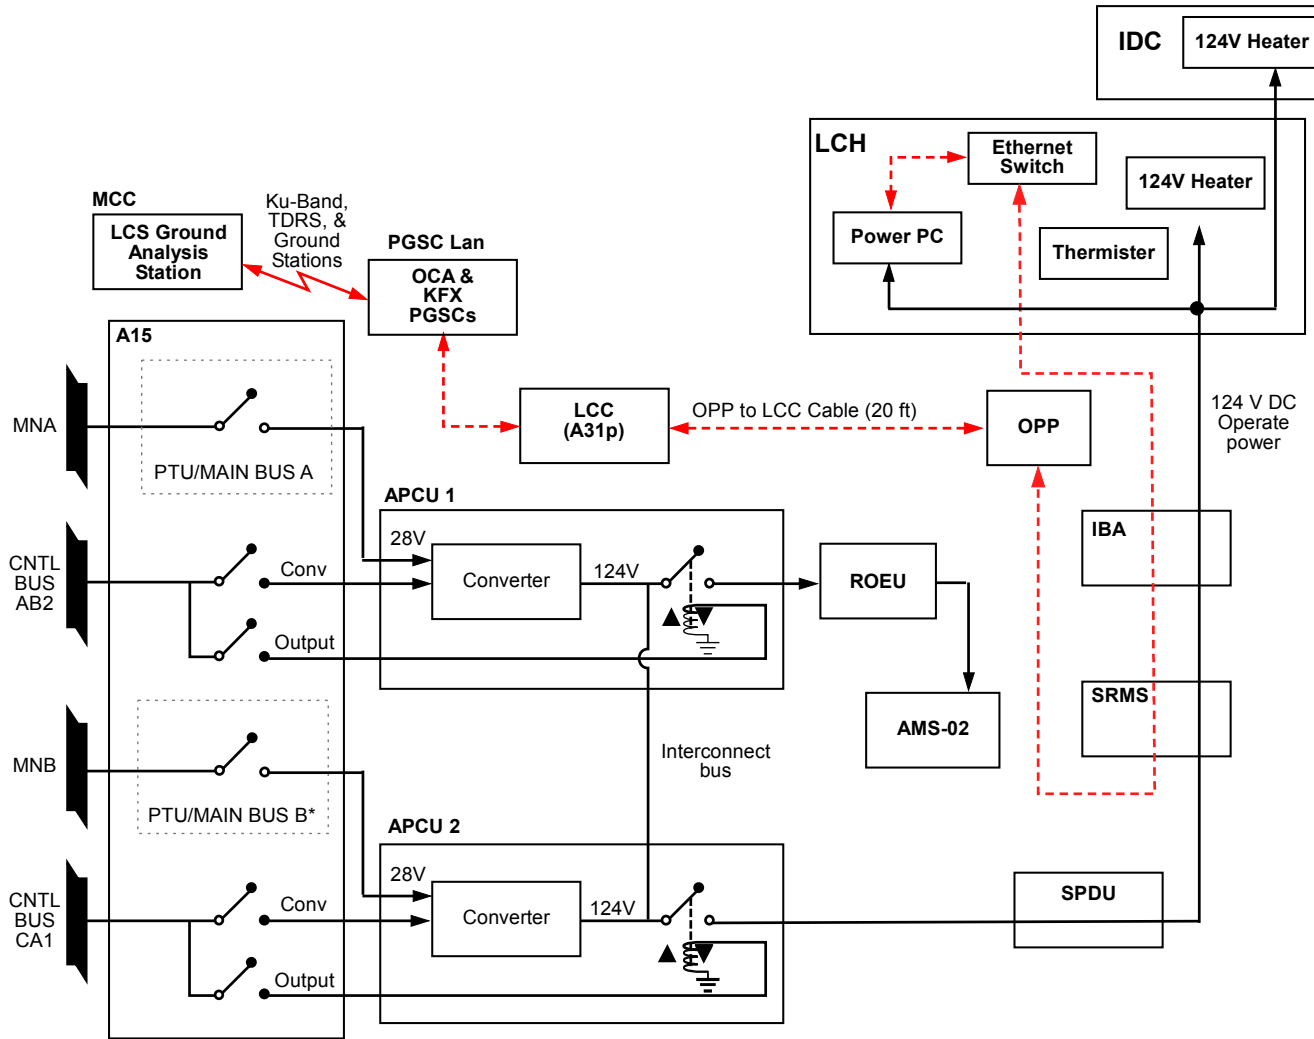 IDC
124V Heater
LCH
Ethernet
Switch
124V Heater
Power PC
Thermister
MCC
LCS Ground
Analysis
Station
Ku-Band,
TDRS, &
Ground
Stations
PGSC Lan
OCA &
KFX
PGSCs
A15
MNA
PTU/MAIN BUS A
LCC
(A31p)
OPP to LCC Cable (20 ft)
OPP
124 V DC
Operate
power
APCU 1
28V
Converter
124V
CNTL
BUS
AB2
Conv
Output
ROEU
IBA
AMS-02
SRMS
MNB
PTU/MAIN BUS B*
Interconnect
bus
APCU 2
28V
Converter
124V
CNTL
BUS
CA1
Conv
Output
SPDU